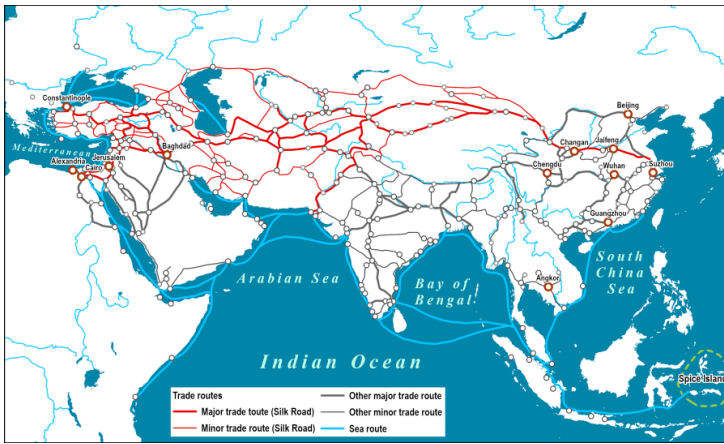 Constantinople
Mediterranean
Alexandria
Cairo
Jerusalem
Baghdad
Beijing
Changan
Jaifeng
Chengdu
Wuhan
Suzhou
Guangzhou
Angkor
Arabian Sea
Bay of
Bengal
South
China
Sea
Indian Ocean
Spice Island
Trade routes
Major trade toute (Silk Road)
Minor trade route (Silk Road)
Other major trade route
Other minor trade route
Sea route